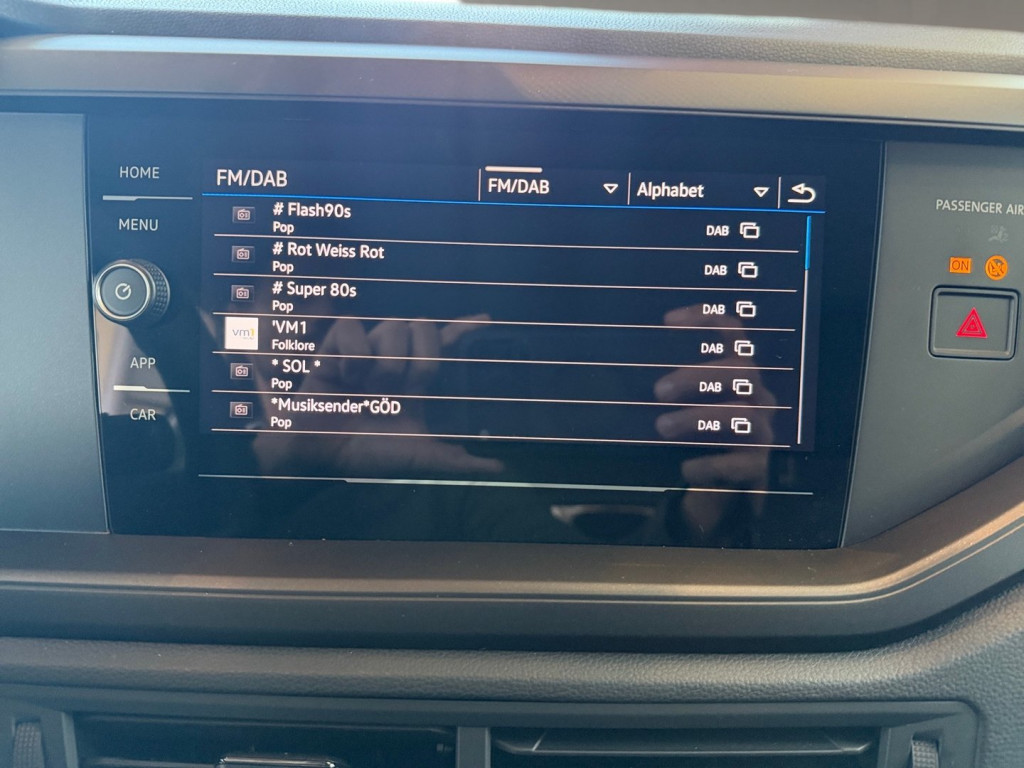 HOME
MENU
APP
CAR
FM/DAB
FM/DAB
Alphabet
# Flash90s
Pop
DAB
# Rot Weiss Rot
Pop
DAB
# Super 80s
Pop
DAB
vm1
'VM1
Folklore
DAB
* SOL *
Pop
DAB
*Musiksender*GÖD
Pop
DAB
PASSENGER AIR
ON